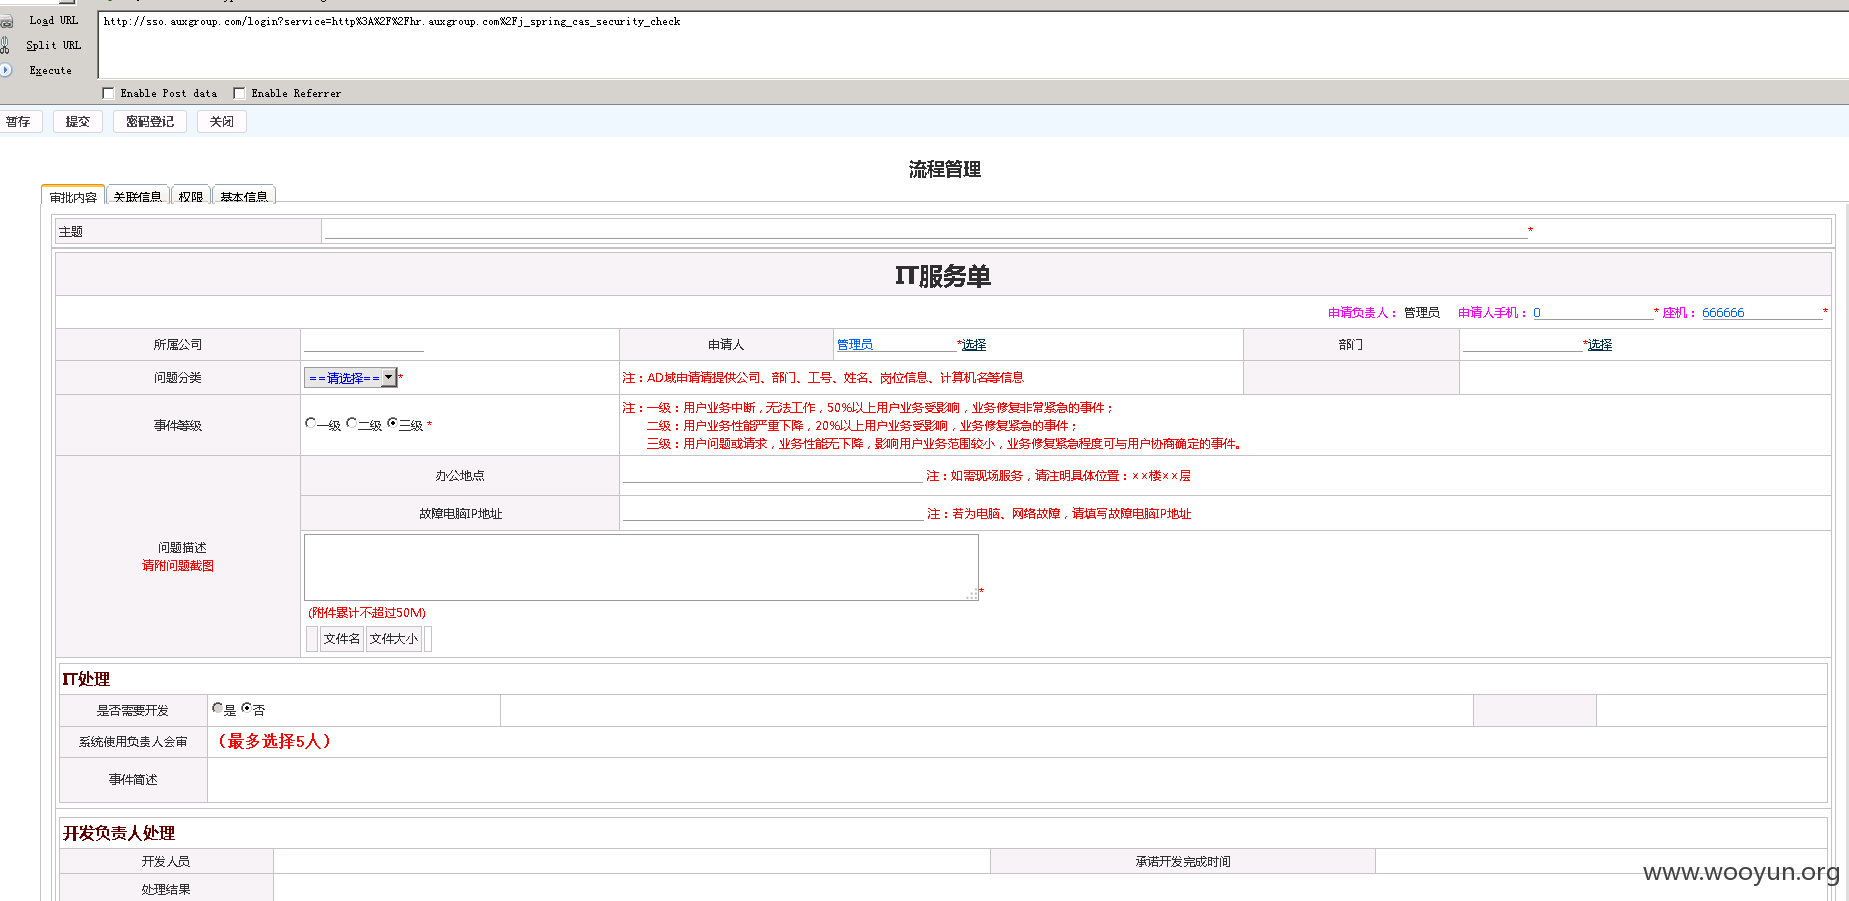 Load URL
http://sso.auxgroup.com/login?service=http%3A%2F%2Fhr.auxgroup.com%2Fj_spring_cas_security_check
Split URL
Execute
Enable Post data Enable Referrer
暂存 提交 密码登记 关闭
流程管理
审批内容 关联信息 权限 基本信息
主题 *
IT服务单
申请负责人： 管理员 申请人手机： 0 * 座机： 666666 *
所属公司 申请人 管理员 *选择 部门 *选择
问题分类 ==请选择== * 注：AD域申请请提供公司、部门、工号、姓名、岗位信息、计算机名等信息
事件等级 一级 二级 三级 *
注：一级：用户业务中断，无法工作，50%以上用户业务受影响，业务修复非常紧急的事件；
二级：用户业务性能严重下降，20%以上用户业务受影响，业务修复紧急的事件；
三级：用户问题或请求，业务性能无下降，影响用户业务范围较小，业务修复紧急程度可与用户协商确定的事件。
办公地点 注：如需现场服务，请注明具体位置：××楼××层
故障电脑IP地址 注：若为电脑、网络故障，请填写故障电脑IP地址
问题描述
请附问题截图
*
(附件累计不超过50M)
文件名 文件大小
IT处理
是否需要开发 是 否
系统使用负责人会审 （最多选择5人）
事件简述
开发负责人处理
开发人员 承诺开发完成时间
处理结果
www.wooyun.org